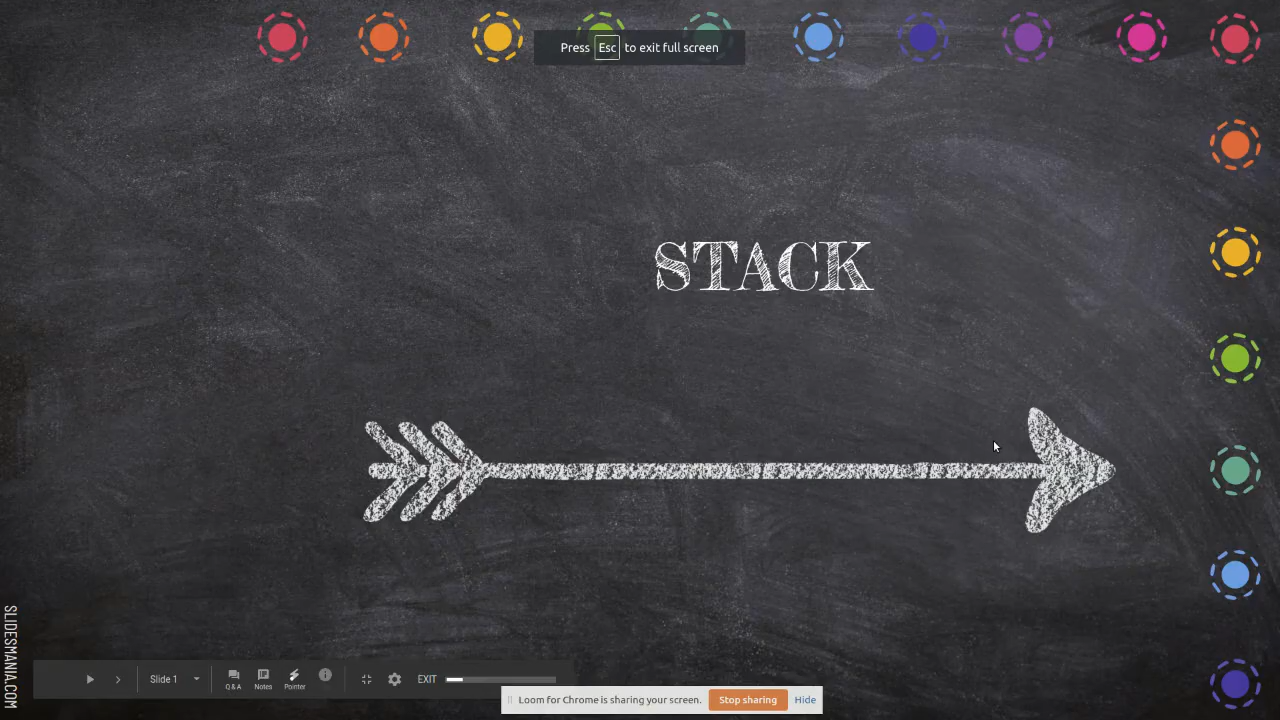 Press Esc to exit full screen
STACK
SLIDESMANIA.COM
Slide 1
Q&A
Notes
Pointer
EXIT
Loom for Chrome is sharing your screen.
Stop sharing
Hide